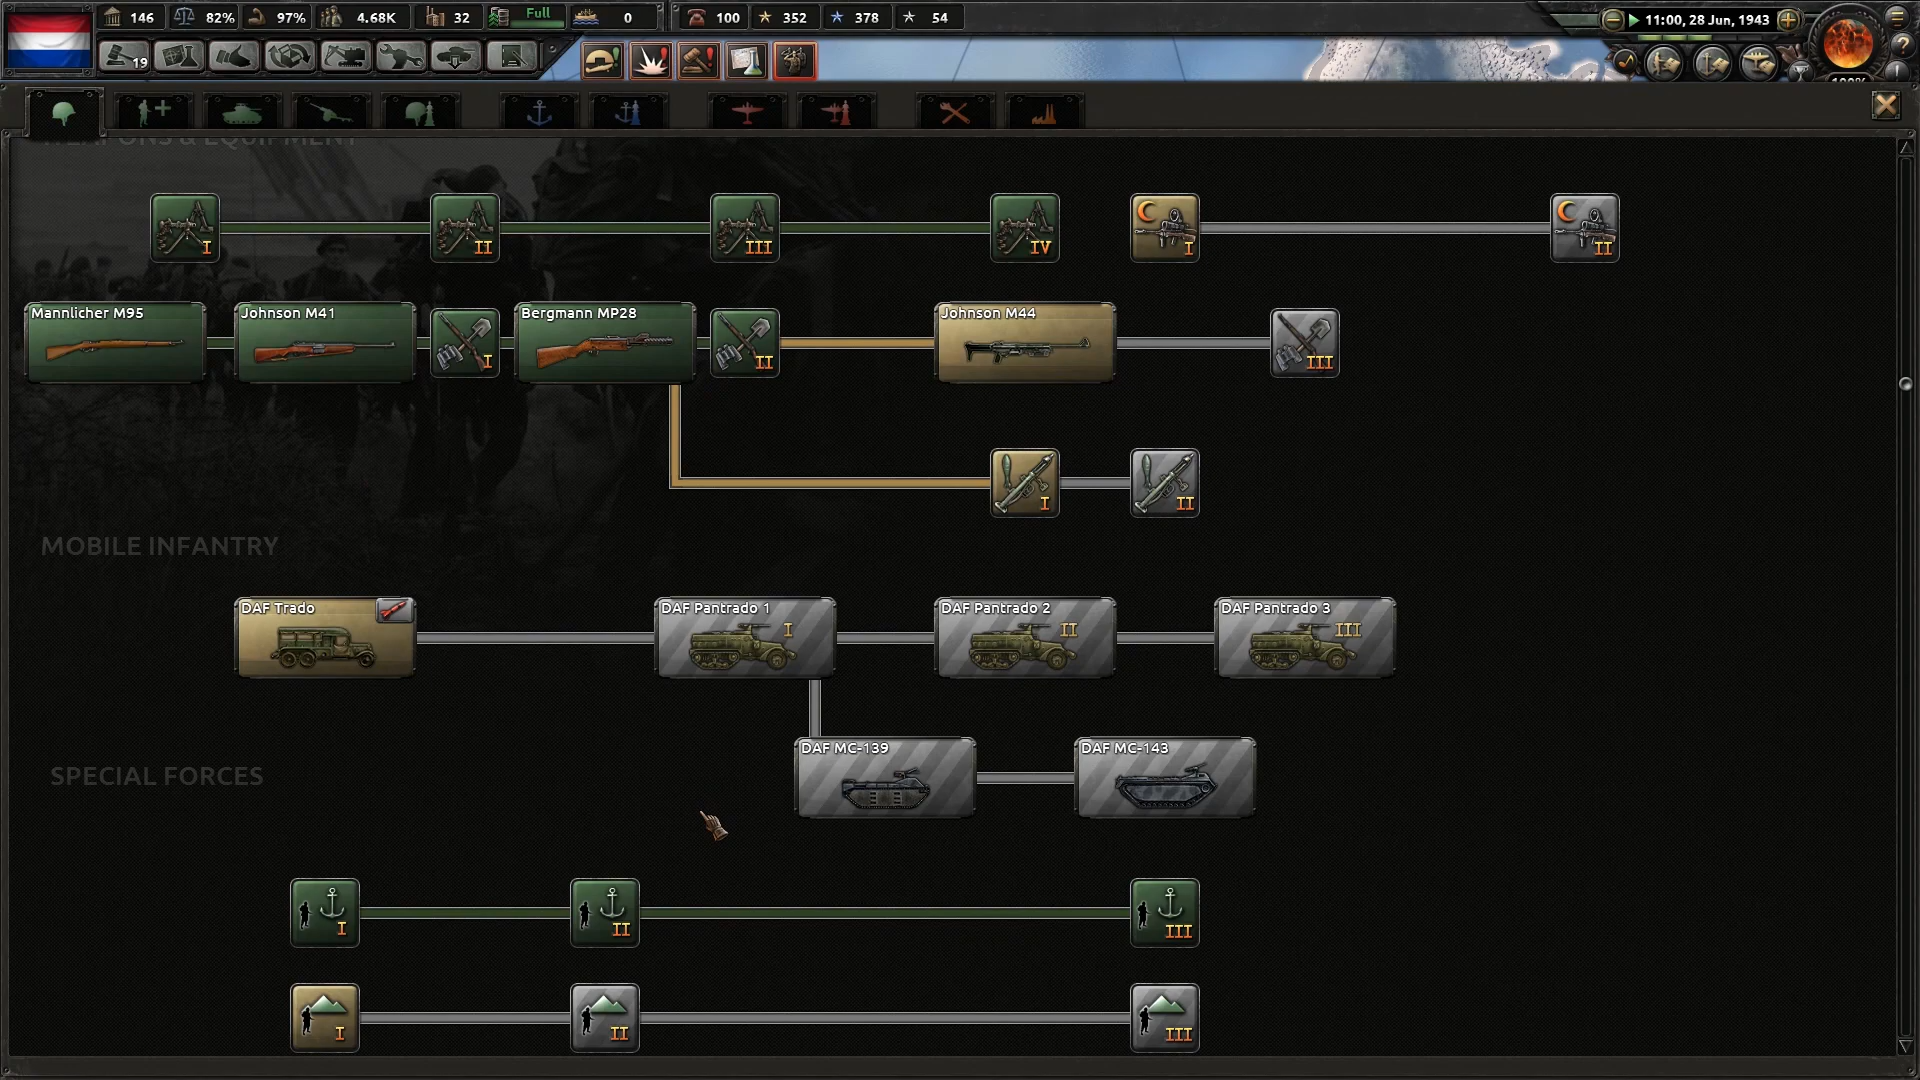 146 82% 97% 4.68K 32 Full 0 100 352 378 54 11:00, 28 Jun, 1943
19
100%
WEAPONS & EQUIPMENT
I II III IV I II
Mannlicher M95 Johnson M41 I Bergmann MP28 II Johnson M44 III
I II
MOBILE INFANTRY
DAF Trado DAF Pantrado 1 I DAF Pantrado 2 II DAF Pantrado 3 III
DAF MC-139 DAF MC-143
SPECIAL FORCES
I II III
I II III